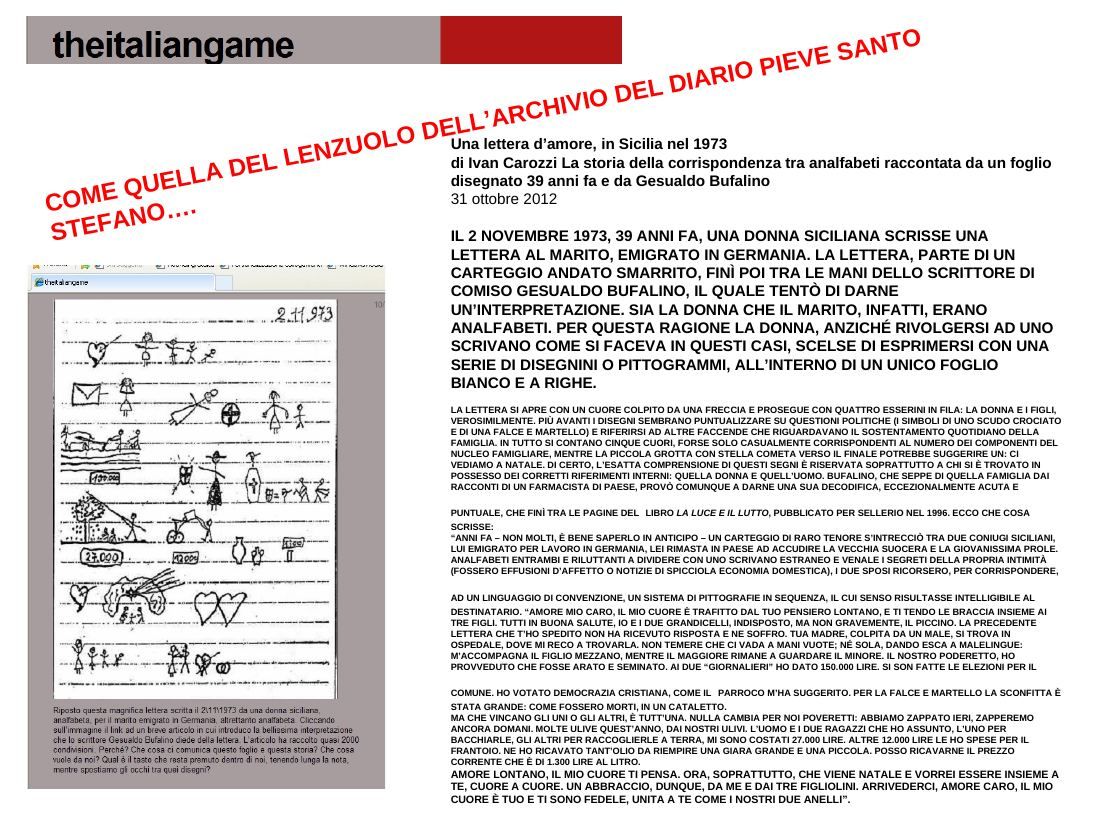 theitaliangame
COME QUELLA DEL LENZUOLO DELL’ARCHIVIO DEL DIARIO PIEVE SANTO
STEFANO….
Una lettera d’amore, in Sicilia nel 1973
di Ivan Carozzi La storia della corrispondenza tra analfabeti raccontata da un foglio
disegnato 39 anni fa e da Gesualdo Bufalino
31 ottobre 2012
IL 2 NOVEMBRE 1973, 39 ANNI FA, UNA DONNA SICILIANA SCRISSE UNA
LETTERA AL MARITO, EMIGRATO IN GERMANIA. LA LETTERA, PARTE DI UN
CARTEGGIO ANDATO SMARRITO, FINÌ POI TRA LE MANI DELLO SCRITTORE DI
COMISO GESUALDO BUFALINO, IL QUALE TENTÒ DI DARNE
UN’INTERPRETAZIONE. SIA LA DONNA CHE IL MARITO, INFATTI, ERANO
ANALFABETI. PER QUESTA RAGIONE LA DONNA, ANZICHÉ RIVOLGERSI AD UNO
SCRIVANO COME SI FACEVA IN QUESTI CASI, SCELSE DI ESPRIMERSI CON UNA
SERIE DI DISEGNINI O PITTOGRAMMI, ALL’INTERNO DI UN UNICO FOGLIO
BIANCO E A RIGHE.
LA LETTERA SI APRE CON UN CUORE COLPITO DA UNA FRECCIA E PROSEGUE CON QUATTRO ESSERINI IN FILA: LA DONNA E I FIGLI,
VEROSIMILMENTE. PIÙ AVANTI I DISEGNI SEMBRANO PUNTUALIZZARE SU QUESTIONI POLITICHE (I SIMBOLI DI UNO SCUDO CROCIATO
E DI UNA FALCE E MARTELLO) E RIFERIRSI AD ALTRE FACCENDE CHE RIGUARDAVANO IL SOSTENTAMENTO QUOTIDIANO DELLA
FAMIGLIA. IN TUTTO SI CONTANO CINQUE CUORI, FORSE SOLO CASUALMENTE CORRISPONDENTI AL NUMERO DEI COMPONENTI DEL
NUCLEO FAMIGLIARE, MENTRE LA PICCOLA GROTTA CON STELLA COMETA VERSO IL FINALE POTREBBE SUGGERIRE UN: CI
VEDIAMO A NATALE. DI CERTO, L’ESATTA COMPRENSIONE DI QUESTI SEGNI È RISERVATA SOPRATTUTTO A CHI SI È TROVATO IN
POSSESSO DEI CORRETTI RIFERIMENTI INTERNI: QUELLA DONNA E QUELL’UOMO. BUFALINO, CHE SEPPE DI QUELLA FAMIGLIA DAI
RACCONTI DI UN FARMACISTA DI PAESE, PROVÒ COMUNQUE A DARNE UNA SUA DECODIFICA, ECCEZIONALMENTE ACUTA E
PUNTUALE, CHE FINÌ TRA LE PAGINE DEL LIBRO LA LUCE E IL LUTTO, PUBBLICATO PER SELLERIO NEL 1996. ECCO CHE COSA
SCRISSE:
“ANNI FA – NON MOLTI, È BENE SAPERLO IN ANTICIPO – UN CARTEGGIO DI RARO TENORE S’INTRECCIÒ TRA DUE CONIUGI SICILIANI,
LUI EMIGRATO PER LAVORO IN GERMANIA, LEI RIMASTA IN PAESE AD ACCUDIRE LA VECCHIA SUOCERA E LA GIOVANISSIMA PROLE.
ANALFABETI ENTRAMBI E RILUTTANTI A DIVIDERE CON UNO SCRIVANO ESTRANEO E VENALE I SEGRETI DELLA PROPRIA INTIMITÀ
(FOSSERO EFFUSIONI D’AFFETTO O NOTIZIE DI SPICCIOLA ECONOMIA DOMESTICA), I DUE SPOSI RICORSERO, PER CORRISPONDERE,
AD UN LINGUAGGIO DI CONVENZIONE, UN SISTEMA DI PITTOGRAFIE IN SEQUENZA, IL CUI SENSO RISULTASSE INTELLIGIBILE AL
DESTINATARIO. “AMORE MIO CARO, IL MIO CUORE È TRAFITTO DAL TUO PENSIERO LONTANO, E TI TENDO LE BRACCIA INSIEME AI
TRE FIGLI. TUTTI IN BUONA SALUTE, IO E I DUE GRANDICELLI, INDISPOSTO, MA NON GRAVEMENTE, IL PICCINO. LA PRECEDENTE
LETTERA CHE T’HO SPEDITO NON HA RICEVUTO RISPOSTA E NE SOFFRO. TUA MADRE, COLPITA DA UN MALE, SI TROVA IN
OSPEDALE, DOVE MI RECO A TROVARLA. NON TEMERE CHE CI VADA A MANI VUOTE; NÉ SOLA, DANDO ESCA A MALELINGUE:
M’ACCOMPAGNA IL FIGLIO MEZZANO, MENTRE IL MAGGIORE RIMANE A GUARDARE IL MINORE. IL NOSTRO PODERETTO, HO
PROVVEDUTO CHE FOSSE ARATO E SEMINATO. AI DUE “GIORNALIERI” HO DATO 150.000 LIRE. SI SON FATTE LE ELEZIONI PER IL
COMUNE. HO VOTATO DEMOCRAZIA CRISTIANA, COME IL PARROCO M’HA SUGGERITO. PER LA FALCE E MARTELLO LA SCONFITTA È
STATA GRANDE: COME FOSSERO MORTI, IN UN CATALETTO.
MA CHE VINCANO GLI UNI O GLI ALTRI, È TUTT’UNA. NULLA CAMBIA PER NOI POVERETTI: ABBIAMO ZAPPATO IERI, ZAPPEREMO
ANCORA DOMANI. MOLTE ULIVE QUEST’ANNO, DAI NOSTRI ULIVI. L’UOMO E I DUE RAGAZZI CHE HO ASSUNTO, L’UNO PER
BACCHIARLE, GLI ALTRI PER RACCOGLIERLE A TERRA, MI SONO COSTATI 27.000 LIRE. ALTRE 12.000 LIRE LE HO SPESE PER IL
FRANTOIO. NE HO RICAVATO TANT’OLIO DA RIEMPIRE UNA GIARA GRANDE E UNA PICCOLA. POSSO RICAVARNE IL PREZZO
CORRENTE CHE È DI 1.300 LIRE AL LITRO.
AMORE LONTANO, IL MIO CUORE TI PENSA. ORA, SOPRATTUTTO, CHE VIENE NATALE E VORREI ESSERE INSIEME A
TE, CUORE A CUORE. UN ABBRACCIO, DUNQUE, DA ME E DAI TRE FIGLIOLINI. ARRIVEDERCI, AMORE CARO, IL MIO
CUORE È TUO E TI SONO FEDELE, UNITA A TE COME I NOSTRI DUE ANELLI”.
theitaliangame
2.11.973
27.000
Riposto questa magnifica lettera scritta il 2\11\1973 da una donna siciliana,
analfabeta, per il marito emigrato in Germania, altrettanto analfabeta. Cliccando
sull'immagine il link ad un breve articolo in cui introduco la bellissima interpretazione
che lo scrittore Gesualdo Bufalino diede della lettera. L'articolo ha raccolto quasi 2000
condivisioni. Perché? Che cosa ci comunica questo foglio e questa storia? Che cosa
vuole da noi? Qual è il tasto che resta premuto dentro di noi, tenendo lunga la nota,
mentre spostiamo gli occhi tra quei disegni?